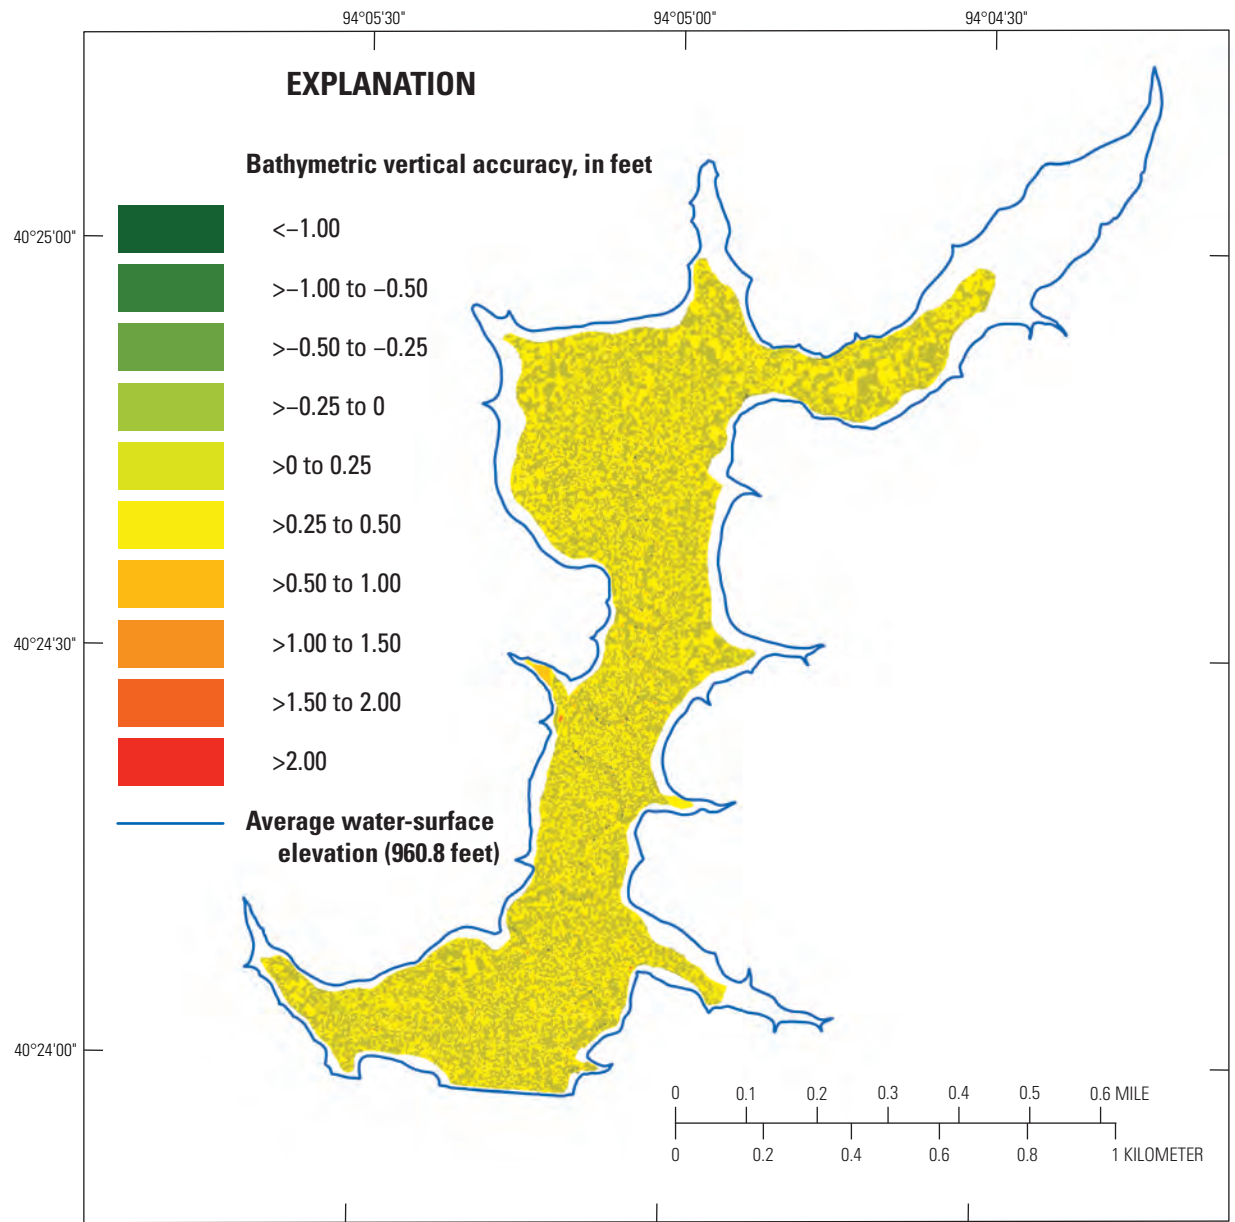 94°05'30" 94°05'00" 94°04'30"
EXPLANATION
Bathymetric vertical accuracy, in feet
<–1.00
40°25'00"
>–1.00 to –0.50
>–0.50 to –0.25
>–0.25 to 0
>0 to 0.25
>0.25 to 0.50
>0.50 to 1.00
40°24'30"
>1.00 to 1.50
>1.50 to 2.00
>2.00
Average water-surface
elevation (960.8 feet)
40°24'00"
0 0.1 0.2 0.3 0.4 0.5 0.6 MILE
0 0.2 0.4 0.6 0.8 1 KILOMETER